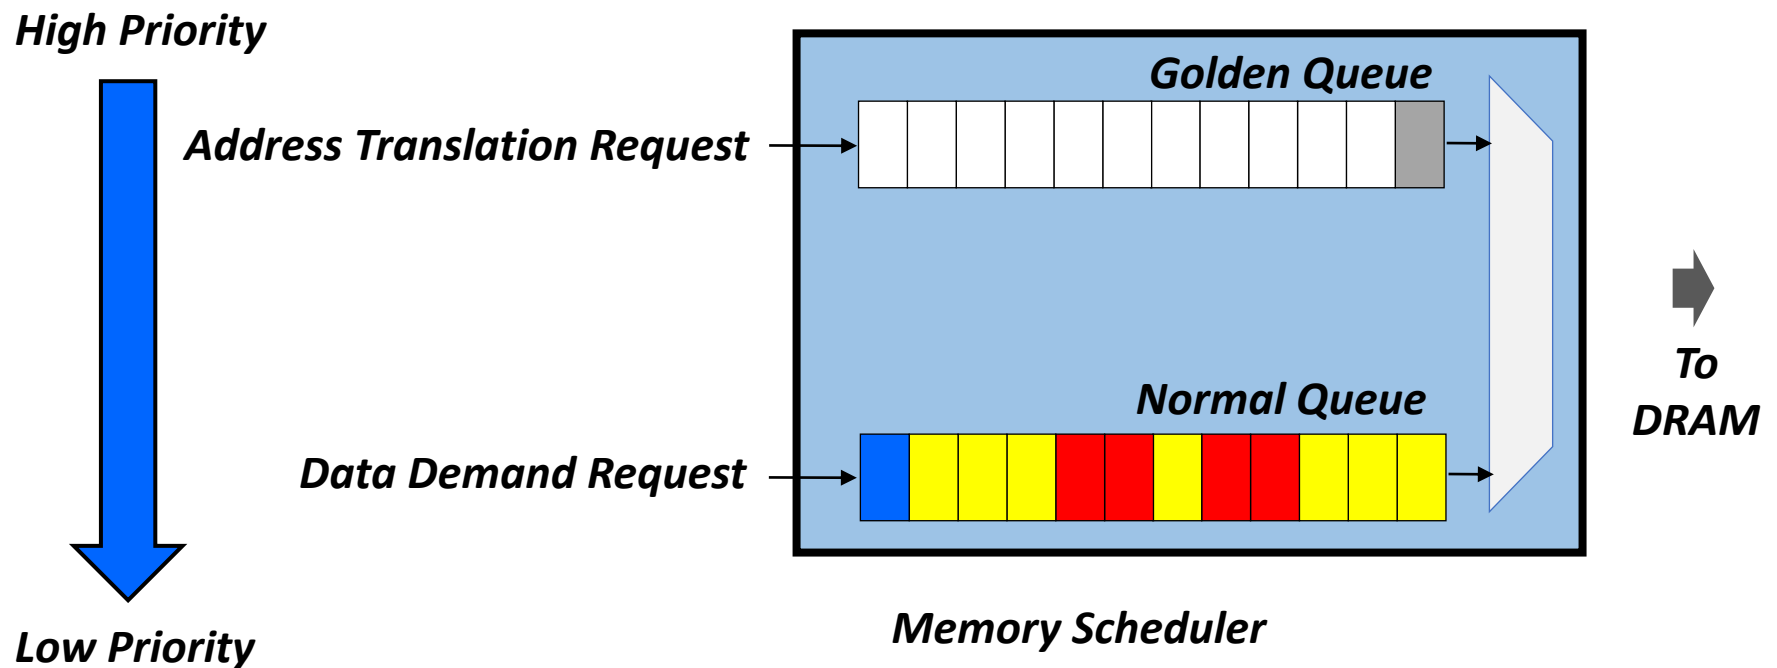 High Priority
Golden Queue
Address Translation Request
To
DRAM
Normal Queue
Data Demand Request
Memory Scheduler
Low Priority